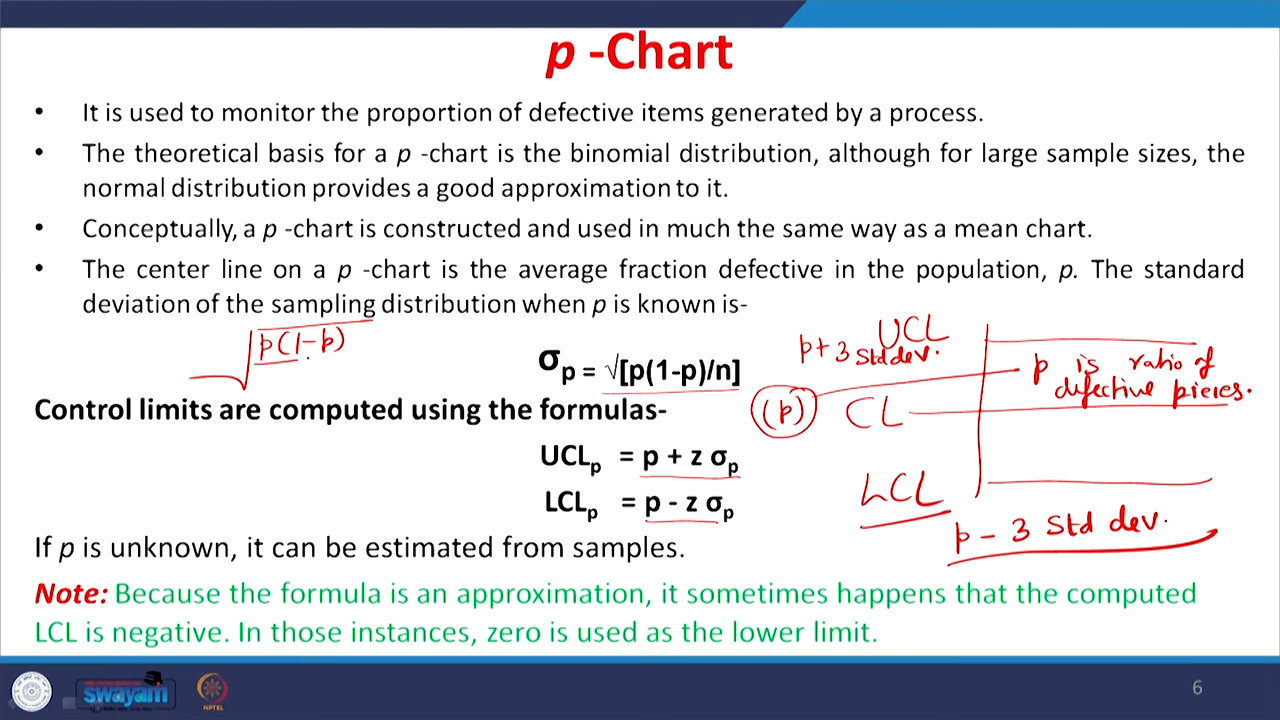 p -Chart
• It is used to monitor the proportion of defective items generated by a process.
• The theoretical basis for a p -chart is the binomial distribution, although for large sample sizes, the
normal distribution provides a good approximation to it.
• Conceptually, a p -chart is constructed and used in much the same way as a mean chart.
• The center line on a p -chart is the average fraction defective in the population, p. The standard
deviation of the sampling distribution when p is known is-
√p(1-p)
σp = √[p(1-p)/n]
UCL
p+3 Std dev.
p is ratio of
defective pieces.
(p) CL
Control limits are computed using the formulas-
UCLp = p + z σp
LCLp = p - z σp
LCL
p - 3 Std dev.
If p is unknown, it can be estimated from samples.
Note: Because the formula is an approximation, it sometimes happens that the computed
LCL is negative. In those instances, zero is used as the lower limit.
swayam
NPTEL
6